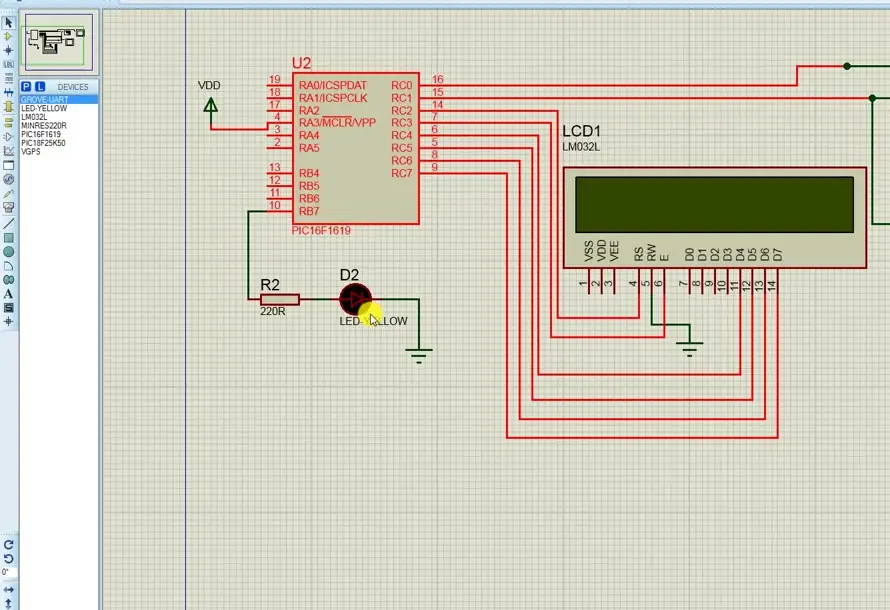 P L DEVICES
GROVE-UART
LED-YELLOW
LM032L
MINRES220R
PIC16F1619
PIC18F25K50
VGPS
LBL
A
0°
VDD
U2
19 RA0/ICSPDAT RC0 16
18 RA1/ICSPCLK RC1 15
17 RA2 RC2 14
4 RA3/MCLR/VPP RC3 7
3 RA4 RC4 6
2 RA5 RC5 5
RC6 8
13 RB4 RC7 9
12 RB5
11 RB6
10 RB7
PIC16F1619
LCD1
LM032L
VSS VDD VEE RS RW E D0 D1 D2 D3 D4 D5 D6 D7
1 2 3 4 5 6 7 8 9 10 11 12 13 14
R2
220R
D2
LED-YELLOW